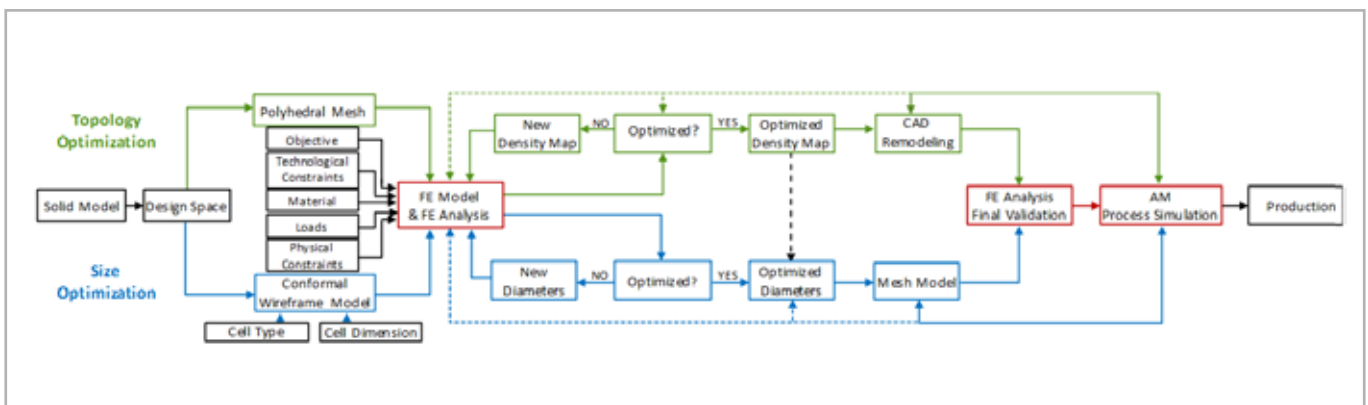 Topology
Optimization
Polyhedral Mesh
Objective
Technological
Constraints
Material
Loads
Physical
Constraints
Solid Model
Design Space
Size
Optimization
Conformal
Wireframe Model
Cell Type
Cell Dimension
FE Model
& FE Analysis
New
Density Map
NO
Optimized?
YES
Optimized
Density Map
CAD
Remodeling
New
Diameters
NO
Optimized?
YES
Optimized
Diameters
Mesh Model
FE Analysis
Final Validation
AM
Process Simulation
Production